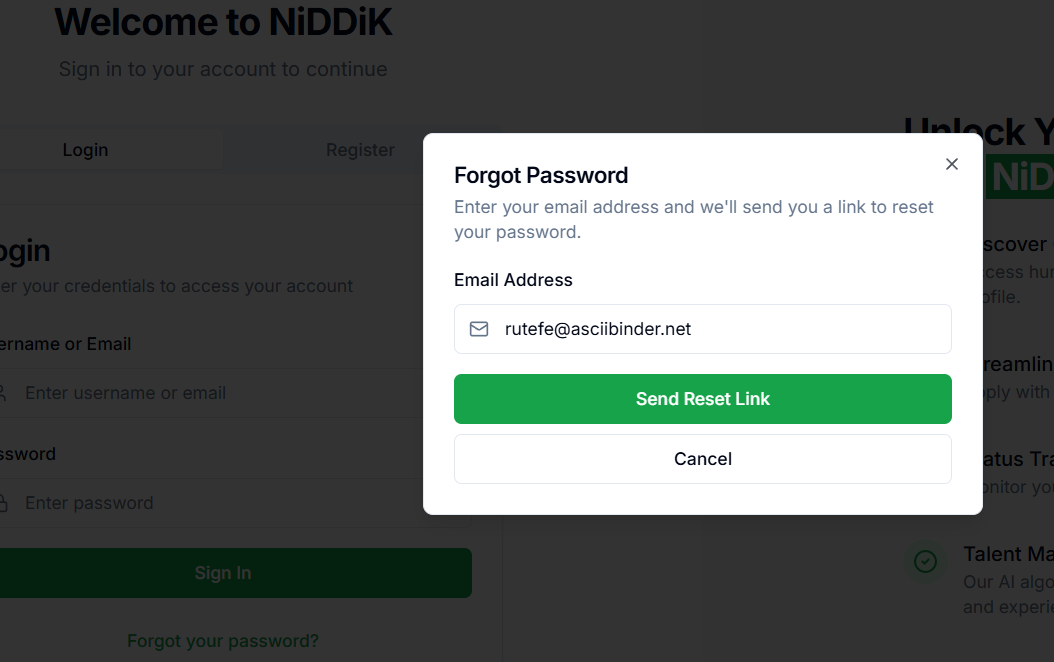 Welcome to NiDDiK
Sign in to your account to continue
Login
Register
ogin
er your credentials to access your account
ername or Email
Enter username or email
ssword
Enter password
Sign In
Forgot your password?
Forgot Password
Enter your email address and we'll send you a link to reset
your password.
Email Address
rutefe@asciibinder.net
Send Reset Link
Cancel
Unlock Y
NiD
scover
cess hu
ofile.
reamlin
ply with
atus Tra
onitor yo
Talent Ma
Our AI algo
and experie